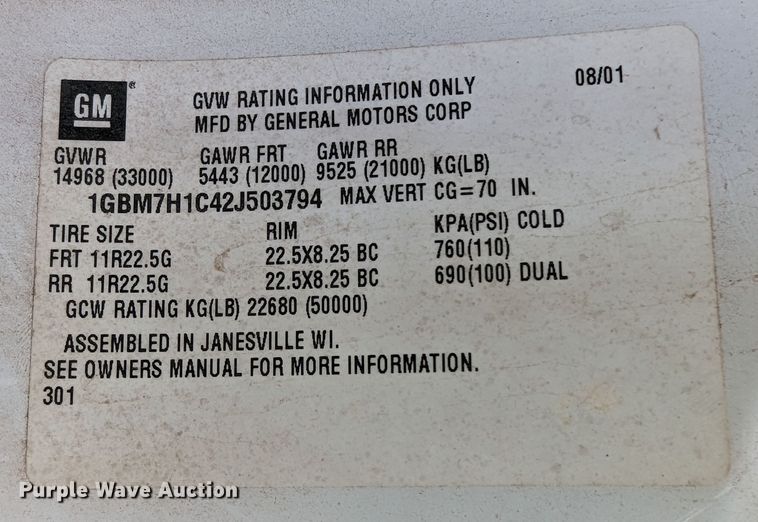 GM ® GVW RATING INFORMATION ONLY 08/01
MFD BY GENERAL MOTORS CORP
GVWR GAWR FRT GAWR RR
14968 (33000) 5443 (12000) 9525 (21000) KG(LB)
1GBM7H1C42J503794 MAX VERT CG=70 IN.
TIRE SIZE RIM KPA(PSI) COLD
FRT 11R22.5G 22.5X8.25 BC 760(110)
RR 11R22.5G 22.5X8.25 BC 690(100) DUAL
GCW RATING KG(LB) 22680 (50000)
ASSEMBLED IN JANESVILLE WI.
SEE OWNERS MANUAL FOR MORE INFORMATION.
301
Purple Wave Auction